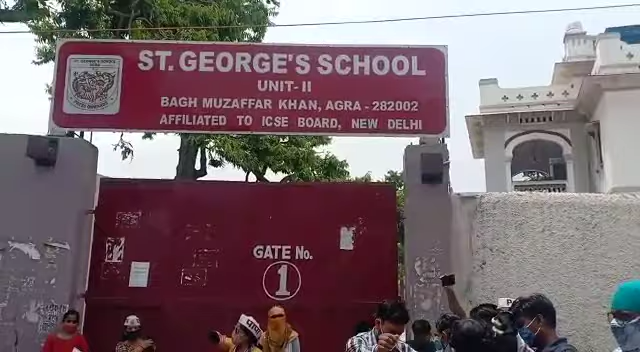 ST. GEORGE'S SCHOOL
UNIT- II
BAGH MUZAFFAR KHAN, AGRA - 282002
AFFILIATED TO ICSE BOARD, NEW DELHI
GATE No.
1